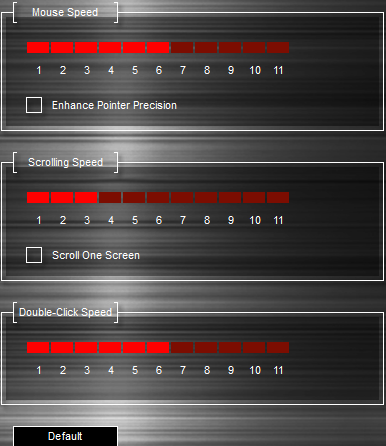 Mouse Speed
1 2 3 4 5 6 7 8 9 10 11
Enhance Pointer Precision
Scrolling Speed
1 2 3 4 5 6 7 8 9 10 11
Scroll One Screen
Double-Click Speed
1 2 3 4 5 6 7 8 9 10 11
Default